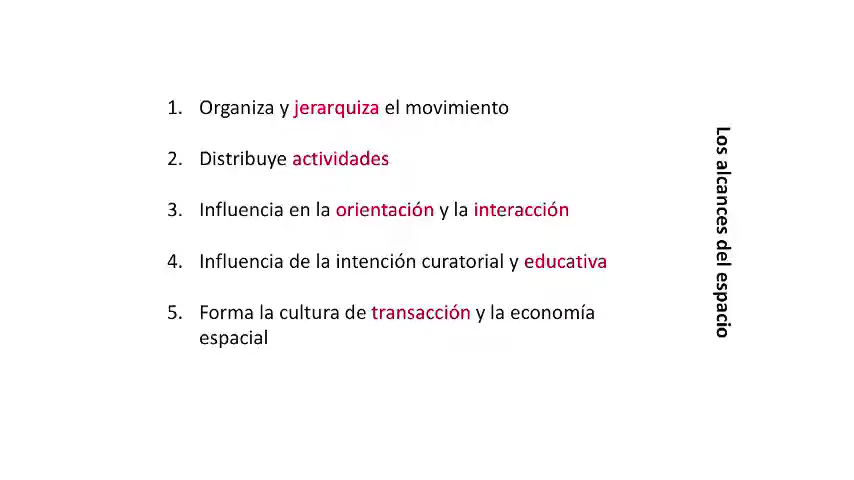 1. Organiza y jerarquiza el movimiento
2. Distribuye actividades
3. Influencia en la orientación y la interacción
4. Influencia de la intención curatorial y educativa
5. Forma la cultura de transacción y la economía
espacial
Los alcances del espacio